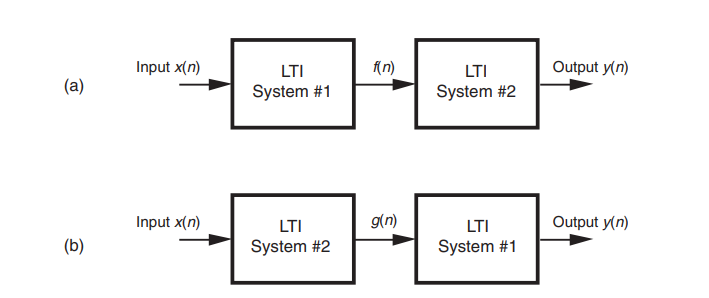 Input x(n)
f(n)
Output y(n)
(a)
LTI
System #1
LTI
System #2
Input x(n)
g(n)
Output y(n)
(b)
LTI
System #2
LTI
System #1